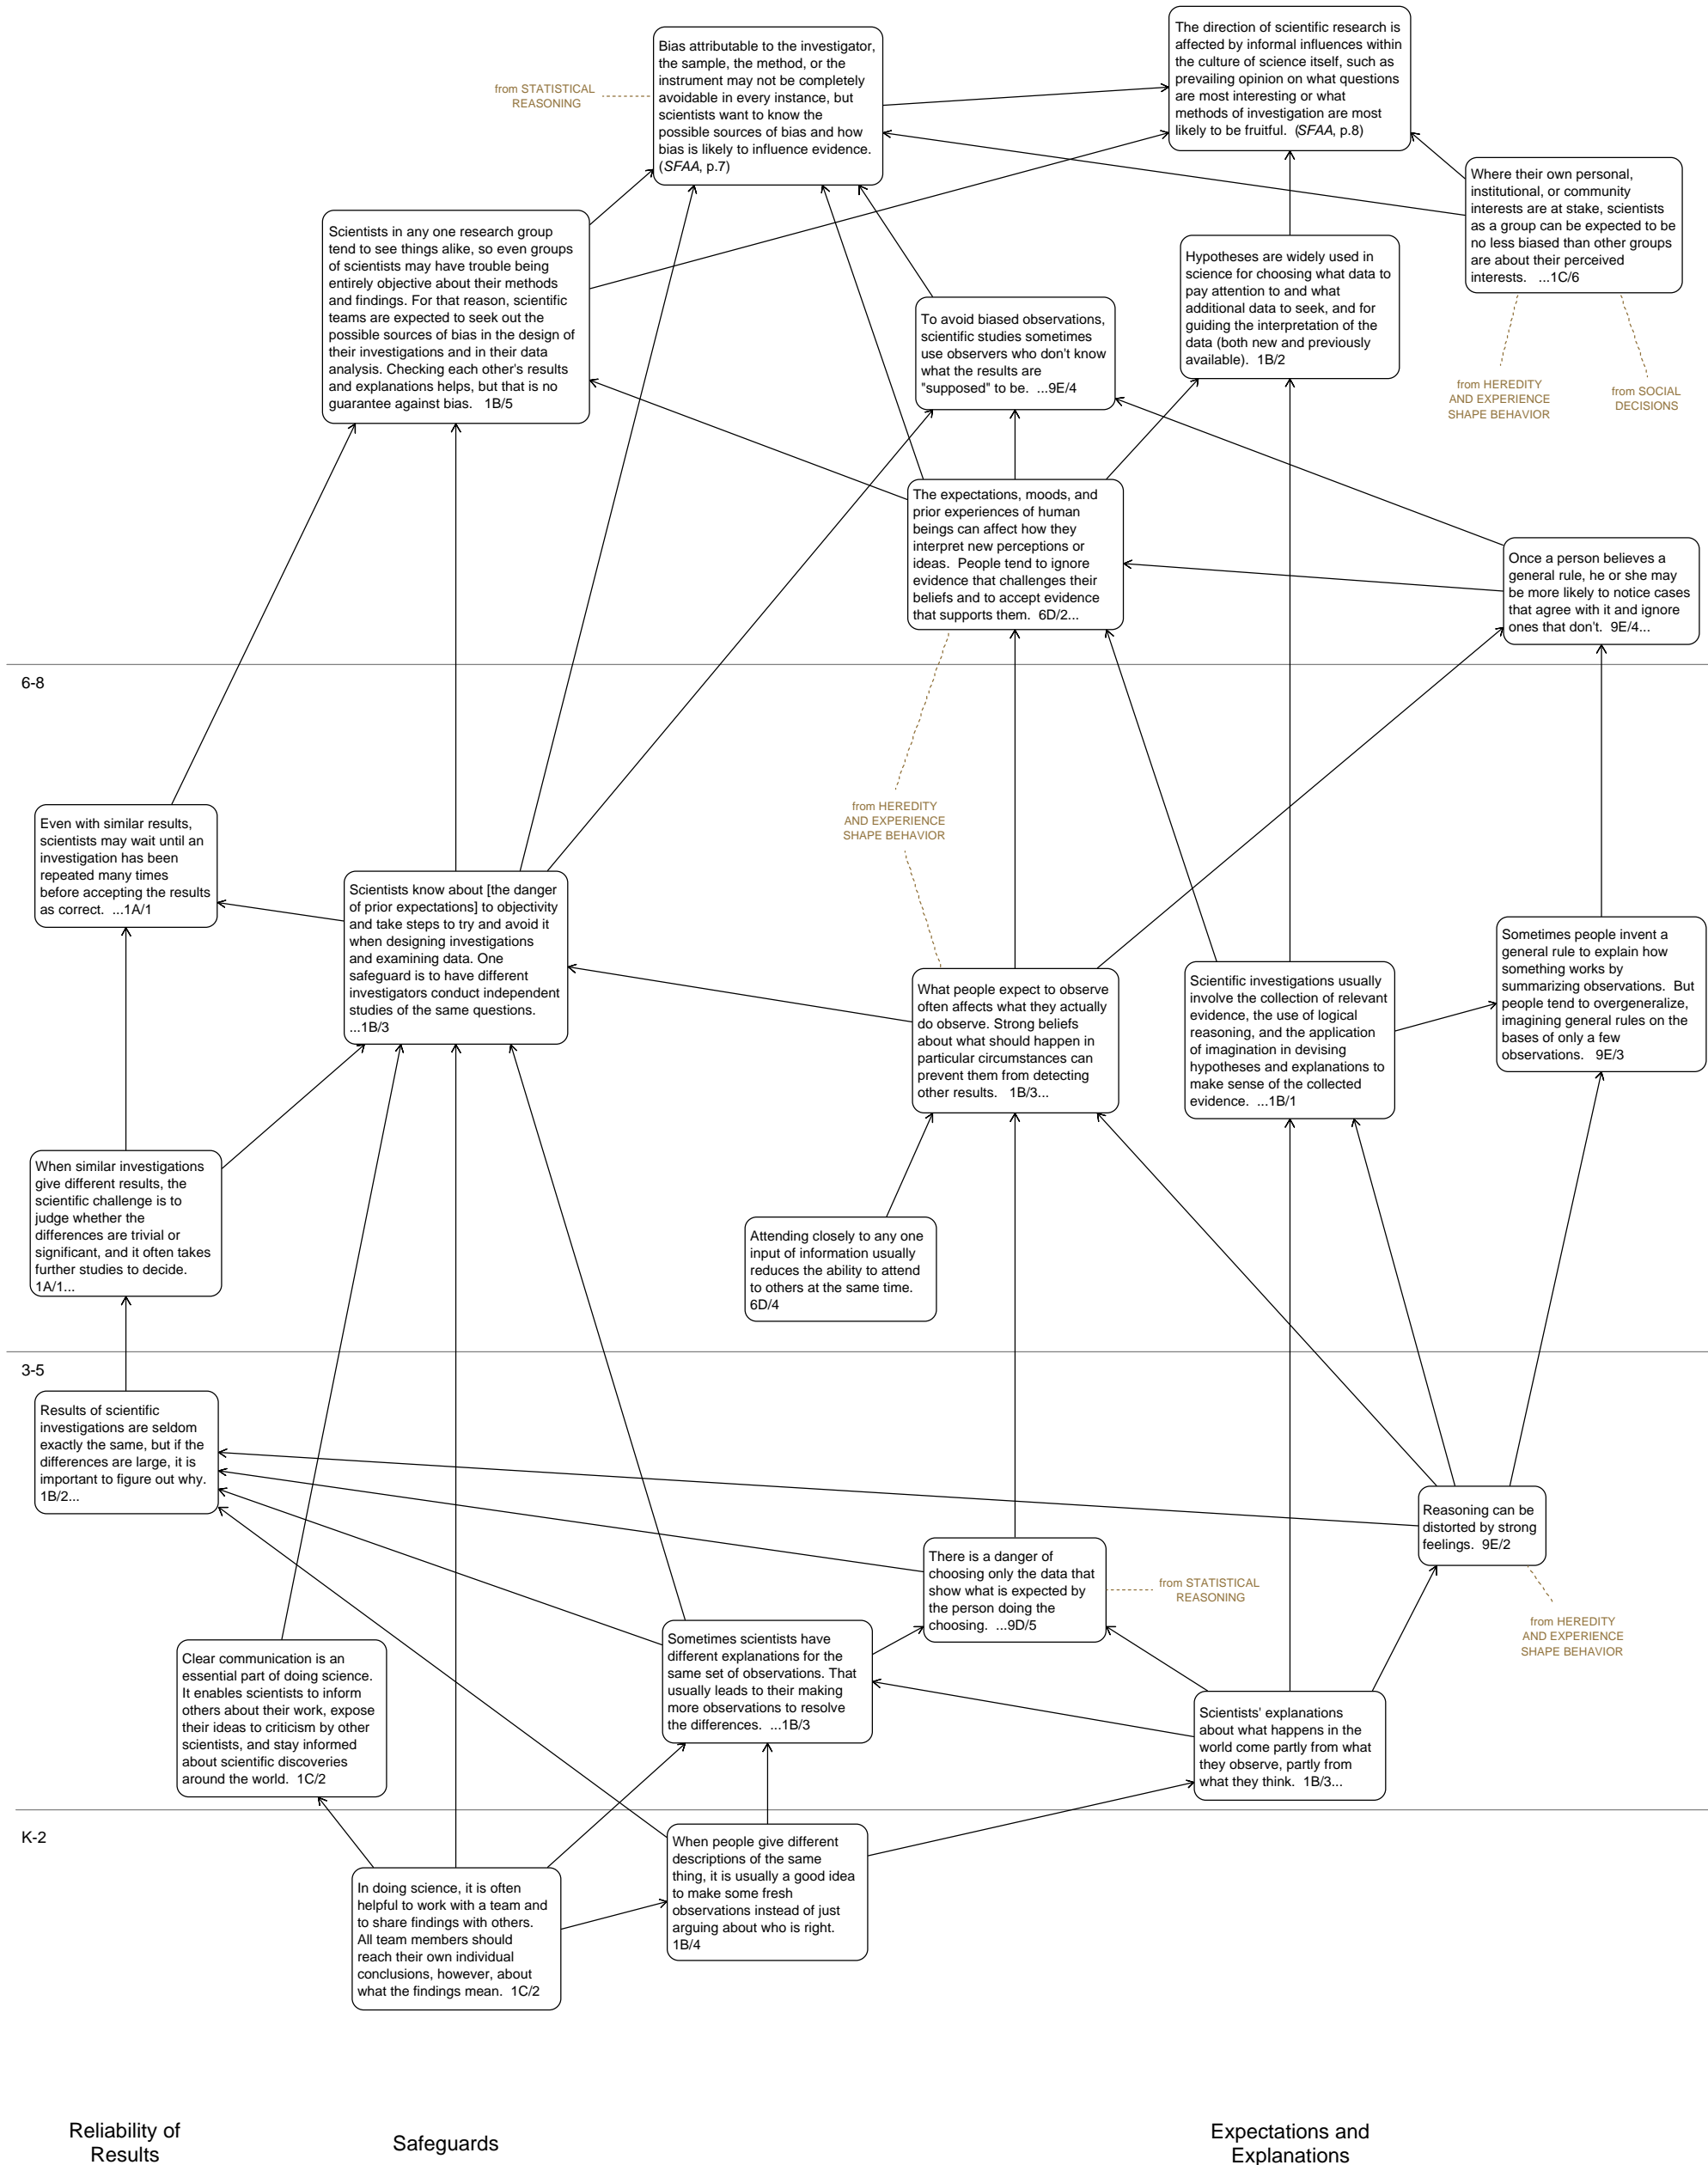 Bias attributable to the investigator,
the sample, the method, or the
instrument may not be completely
avoidable in every instance, but
scientists want to know the
possible sources of bias and how
bias is likely to influence evidence.
(SFAA, p.7)
The direction of scientific research is
affected by informal influences within
the culture of science itself, such as
prevailing opinion on what questions
are most interesting or what
methods of investigation are most
likely to be fruitful. (SFAA, p.8)
from STATISTICAL
REASONING
Where their own personal,
institutional, or community
interests are at stake, scientists
as a group can be expected to be
no less biased than other groups
are about their perceived
interests. ...1C/6
Scientists in any one research group
tend to see things alike, so even groups
of scientists may have trouble being
entirely objective about their methods
and findings. For that reason, scientific
teams are expected to seek out the
possible sources of bias in the design of
their investigations and in their data
analysis. Checking each other's results
and explanations helps, but that is no
guarantee against bias. 1B/5
Hypotheses are widely used in
science for choosing what data to
pay attention to and what
additional data to seek, and for
guiding the interpretation of the
data (both new and previously
available). 1B/2
To avoid biased observations,
scientific studies sometimes
use observers who don't know
what the results are
"supposed" to be. ...9E/4
from HEREDITY
AND EXPERIENCE
SHAPE BEHAVIOR
from SOCIAL
DECISIONS
The expectations, moods, and
prior experiences of human
beings can affect how they
interpret new perceptions or
ideas. People tend to ignore
evidence that challenges their
beliefs and to accept evidence
that supports them. 6D/2...
Once a person believes a
general rule, he or she may
be more likely to notice cases
that agree with it and ignore
ones that don't. 9E/4...
6-8
from HEREDITY
AND EXPERIENCE
SHAPE BEHAVIOR
Even with similar results,
scientists may wait until an
investigation has been
repeated many times
before accepting the results
as correct. ...1A/1
Scientists know about [the danger
of prior expectations] to objectivity
and take steps to try and avoid it
when designing investigations
and examining data. One
safeguard is to have different
investigators conduct independent
studies of the same questions.
...1B/3
What people expect to observe
often affects what they actually
do observe. Strong beliefs
about what should happen in
particular circumstances can
prevent them from detecting
other results. 1B/3...
Scientific investigations usually
involve the collection of relevant
evidence, the use of logical
reasoning, and the application
of imagination in devising
hypotheses and explanations to
make sense of the collected
evidence. ...1B/1
Sometimes people invent a
general rule to explain how
something works by
summarizing observations. But
people tend to overgeneralize,
imagining general rules on the
bases of only a few
observations. 9E/3
When similar investigations
give different results, the
scientific challenge is to
judge whether the
differences are trivial or
significant, and it often takes
further studies to decide.
1A/1...
Attending closely to any one
input of information usually
reduces the ability to attend
to others at the same time.
6D/4
3-5
Results of scientific
investigations are seldom
exactly the same, but if the
differences are large, it is
important to figure out why.
1B/2...
Reasoning can be
distorted by strong
feelings. 9E/2
There is a danger of
choosing only the data that
show what is expected by
the person doing the
choosing. ...9D/5
from STATISTICAL
REASONING
from HEREDITY
AND EXPERIENCE
SHAPE BEHAVIOR
Clear communication is an
essential part of doing science.
It enables scientists to inform
others about their work, expose
their ideas to criticism by other
scientists, and stay informed
about scientific discoveries
around the world. 1C/2
Sometimes scientists have
different explanations for the
same set of observations. That
usually leads to their making
more observations to resolve
the differences. ...1B/3
Scientists' explanations
about what happens in the
world come partly from what
they observe, partly from
what they think. 1B/3...
K-2
When people give different
descriptions of the same
thing, it is usually a good idea
to make some fresh
observations instead of just
arguing about who is right.
1B/4
In doing science, it is often
helpful to work with a team and
to share findings with others.
All team members should
reach their own individual
conclusions, however, about
what the findings mean. 1C/2
Reliability of
Results
Safeguards
Expectations and
Explanations